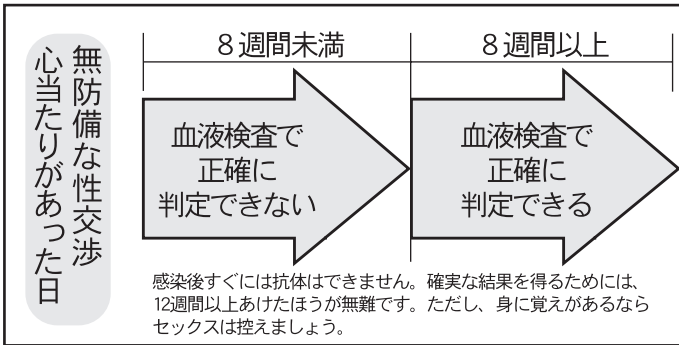 無防備な性交渉
心当たりがあった日
8週間未満
8週間以上
血液検査で
正確に
判定できない
血液検査で
正確に
判定できる
感染後すぐには抗体はできません。確実な結果を得るためには、
12週間以上あけたほうが無難です。ただし、身に覚えがあるなら
セックスは控えましょう。